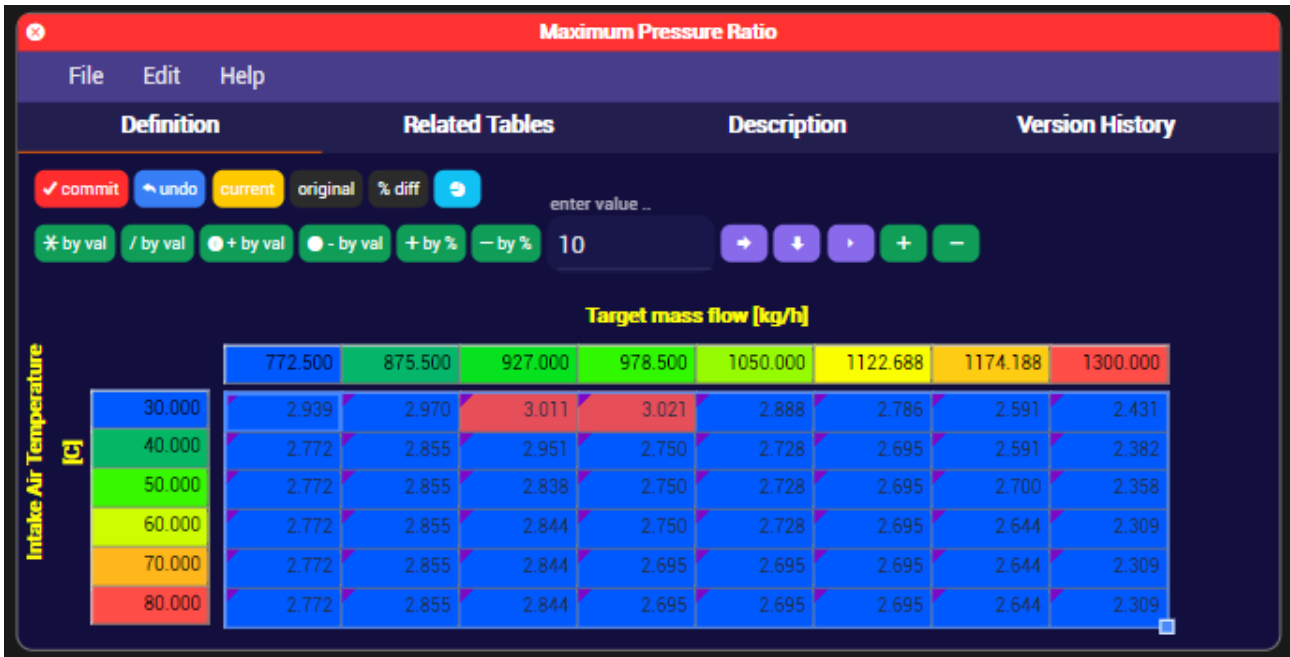 Maximum Pressure Ratio
File Edit Help
Definition Related Tables Description Version History
commit undo current original % diff
enter value ..
by val / by val + by val - by val + by % − by % 10 + −
Target mass flow [kg/h]
Intake Air Temperature
[C]
772.500 875.500 927.000 978.500 1050.000 1122.688 1174.188 1300.000
30.000 2.939 2.970 3.011 3.021 2.888 2.786 2.591 2.431
40.000 2.772 2.855 2.951 2.750 2.728 2.695 2.591 2.382
50.000 2.772 2.855 2.838 2.750 2.728 2.695 2.700 2.358
60.000 2.772 2.855 2.844 2.750 2.728 2.695 2.644 2.309
70.000 2.772 2.855 2.844 2.695 2.695 2.695 2.644 2.309
80.000 2.772 2.855 2.844 2.695 2.695 2.695 2.644 2.309